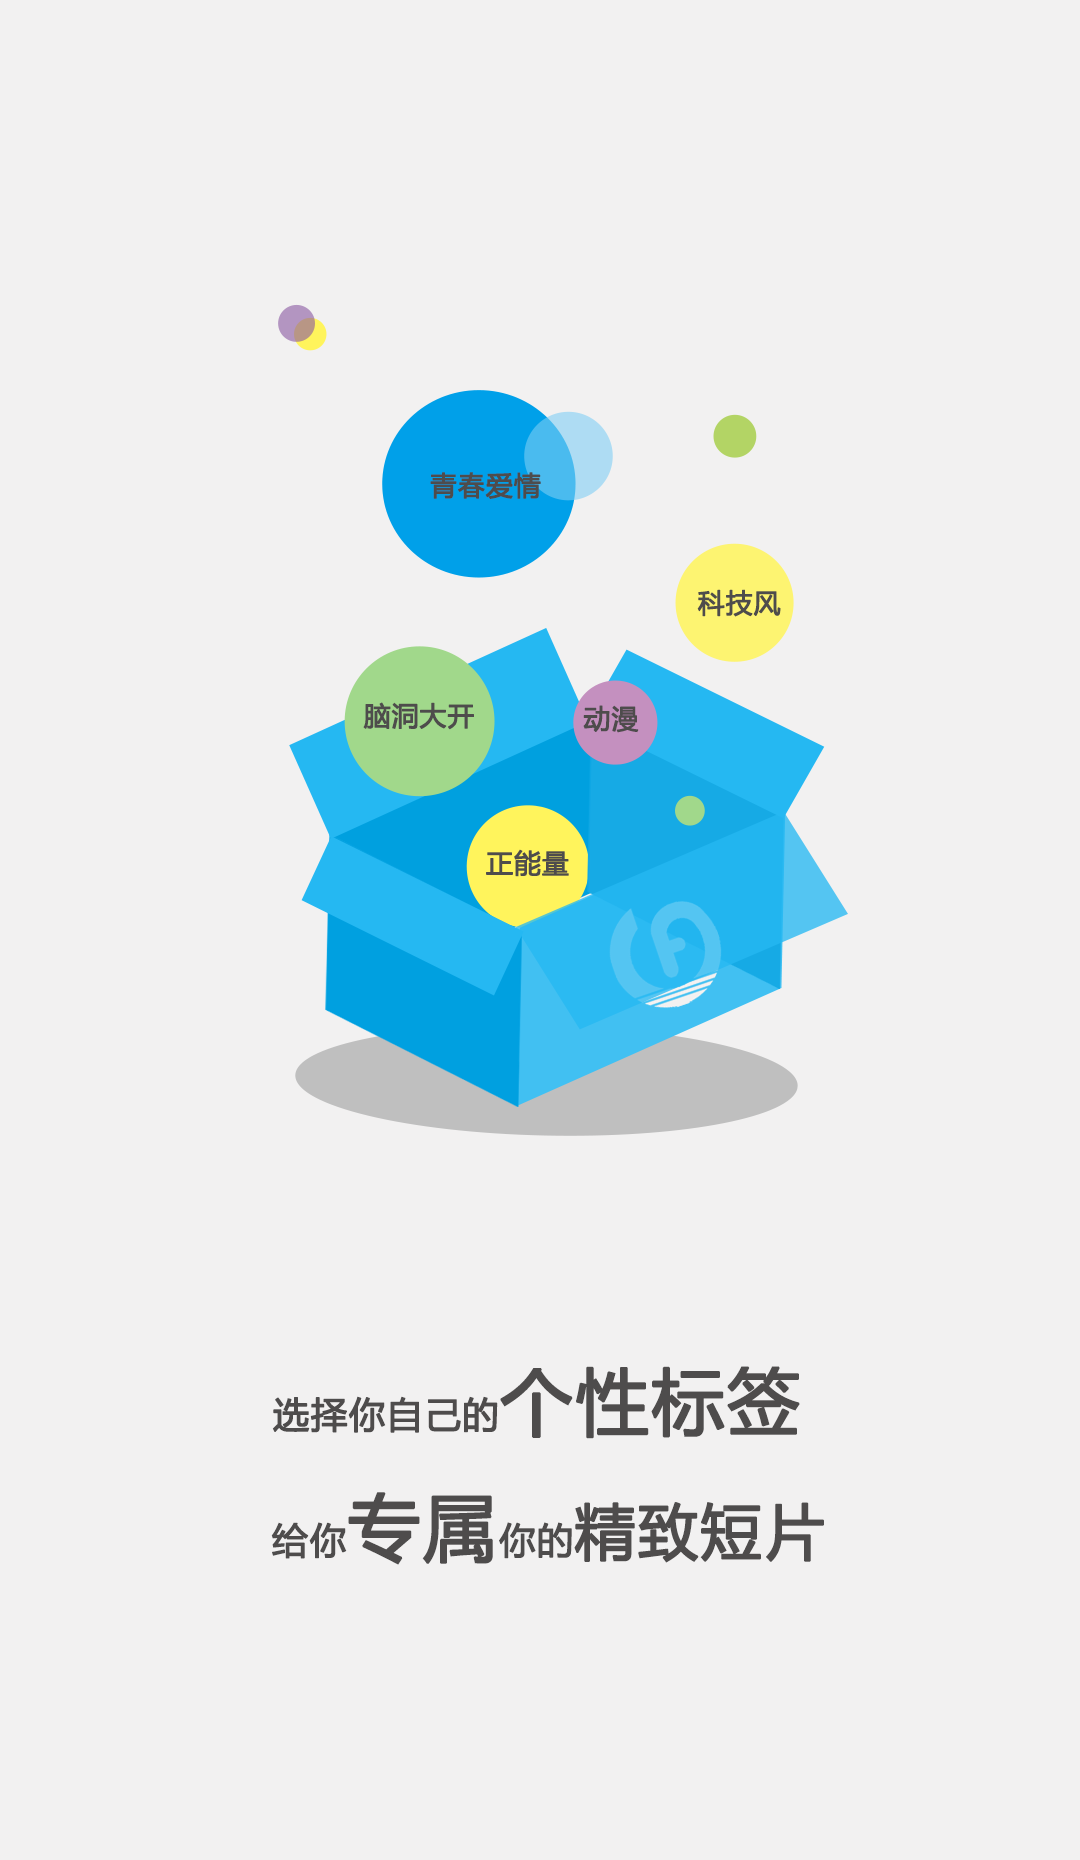 青春爱情
科技风
脑洞大开
动漫
正能量
选择你自己的个性标签
给你专属你的精致短片